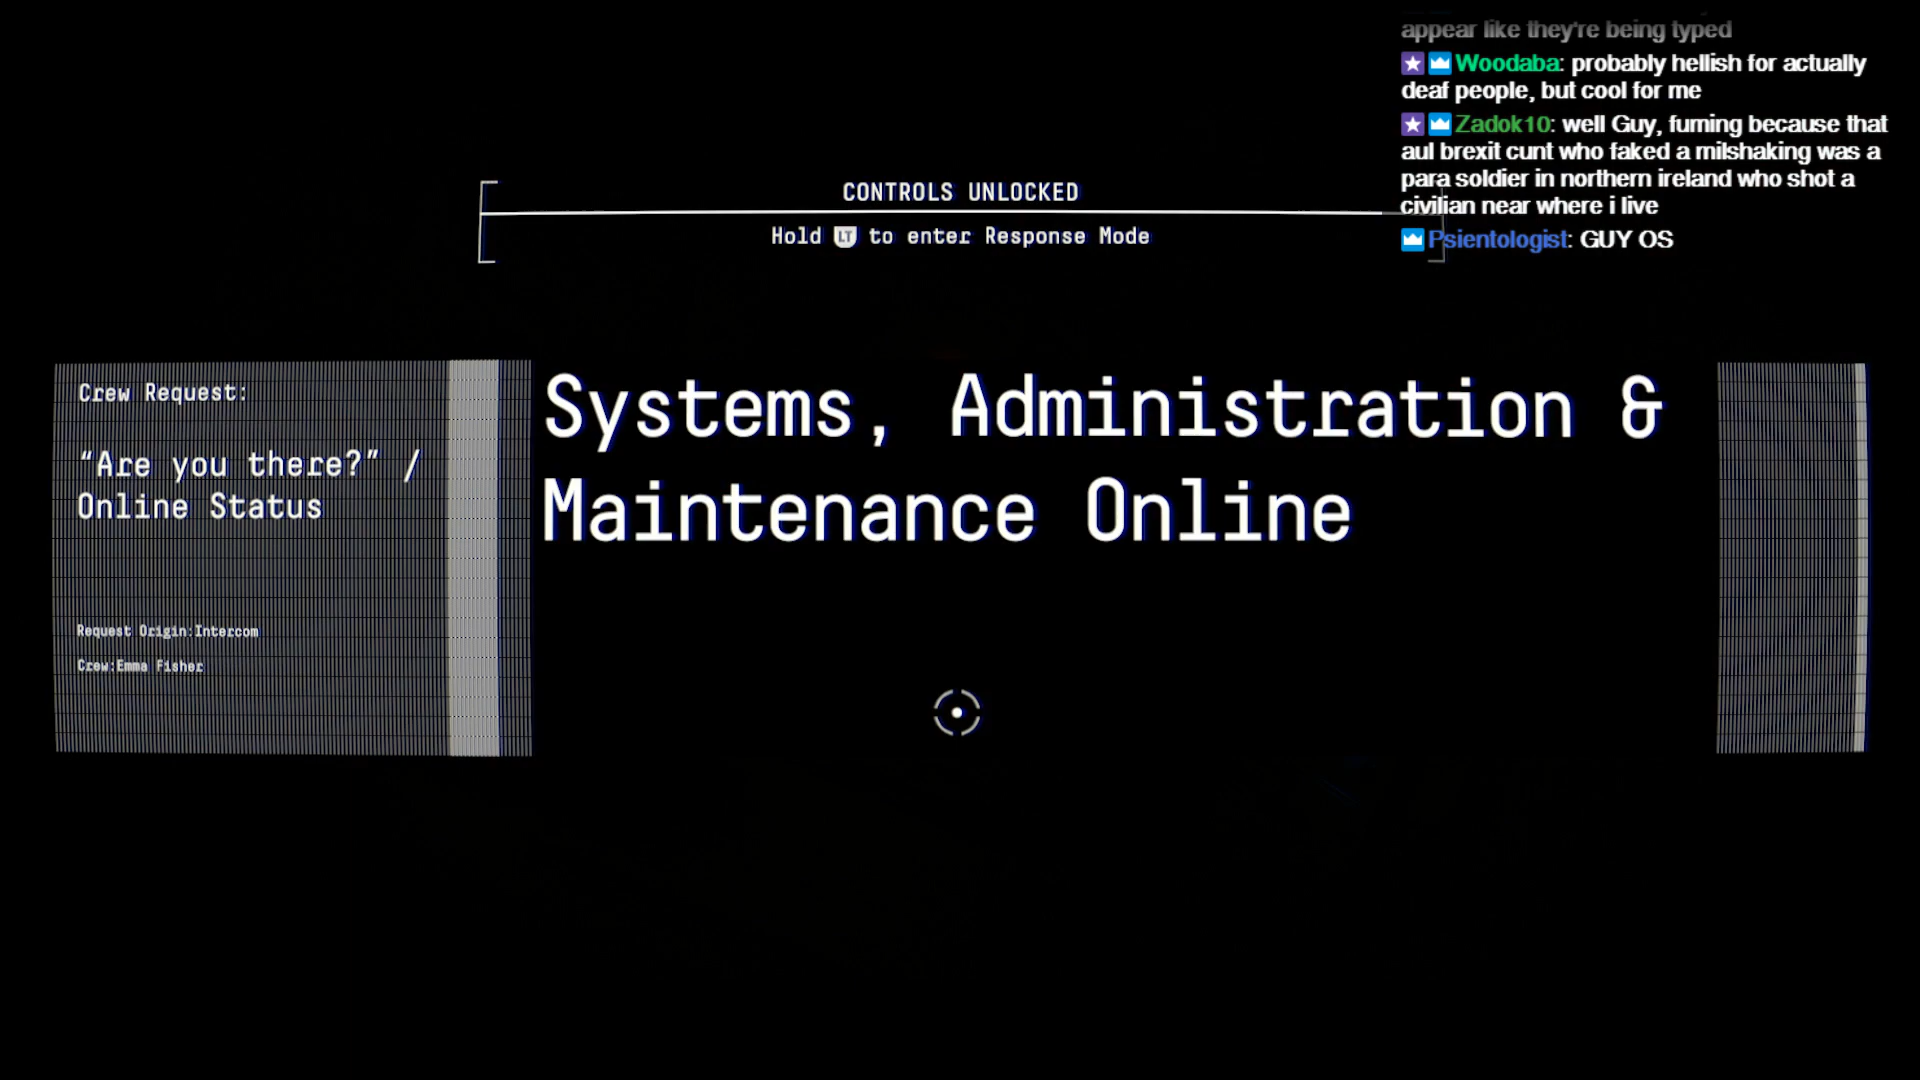 appear like they're being typed
Woodaba: probably hellish for actually
deaf people, but cool for me
Zadok10: well Guy, fuming because that
aul brexit cunt who faked a milshaking was a
para soldier in northern ireland who shot a
civilian near where i live
Psientologist: GUY OS
CONTROLS UNLOCKED
Hold LT to enter Response Mode
Crew Request:
“Are you there?” /
Online Status
Request Origin:Intercom
Crew:Emma Fisher
Systems, Administration &
Maintenance Online